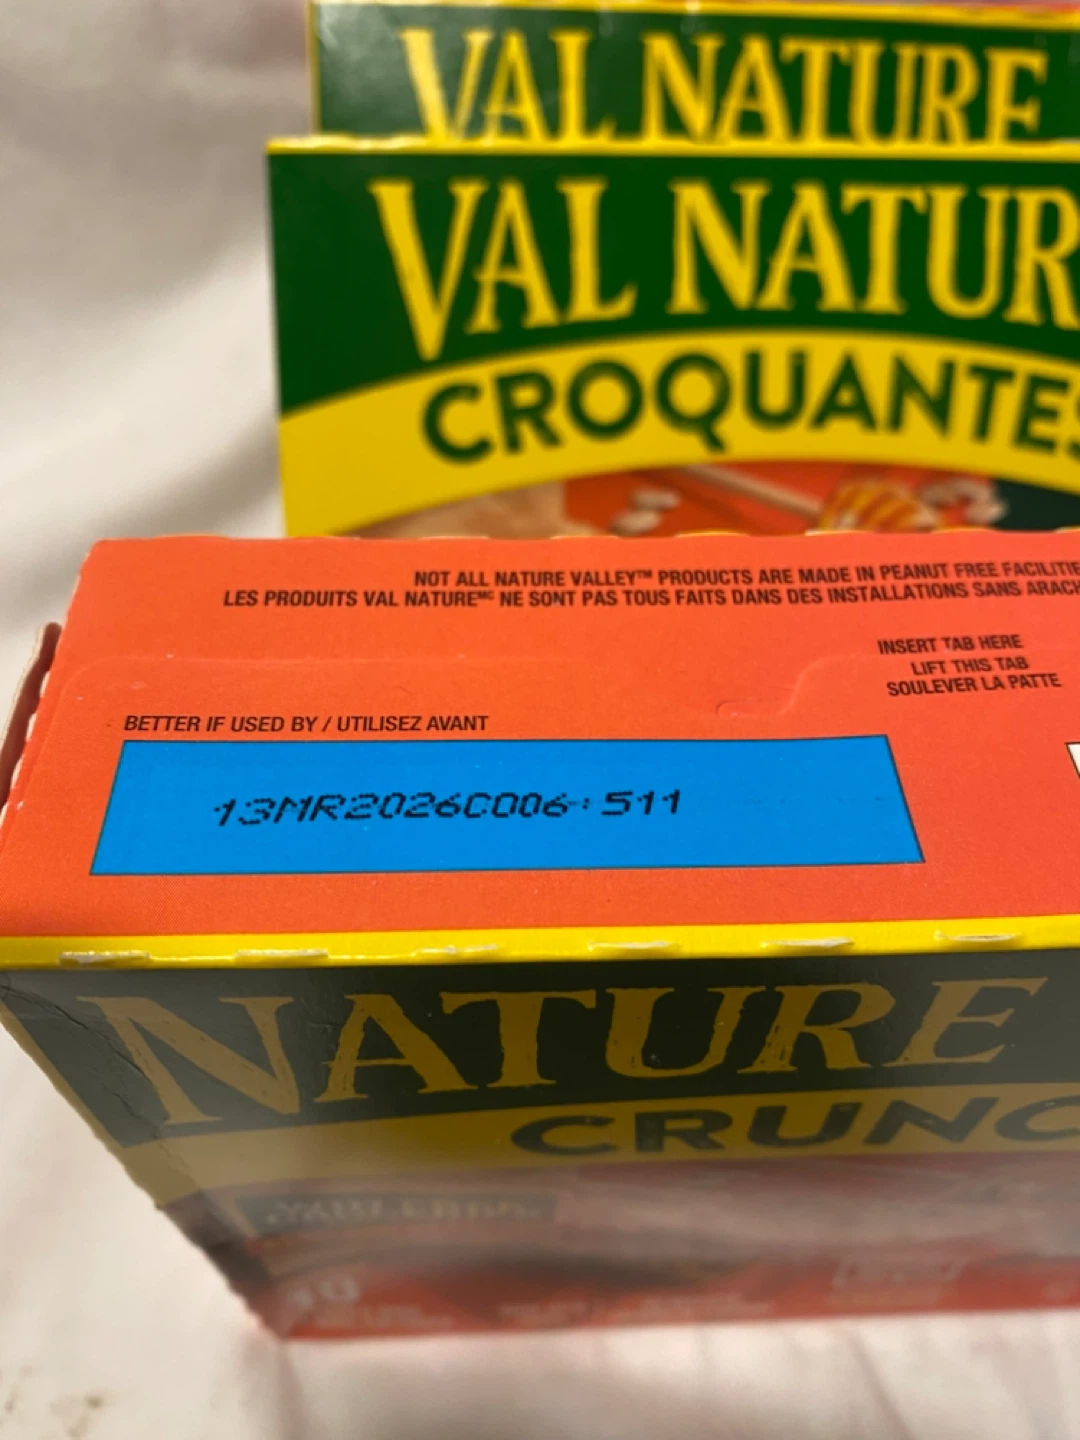 VAL NATURE
VAL NATUR
CROQUANTES
NOT ALL NATURE VALLEY™ PRODUCTS ARE MADE IN PEANUT FREE FACILITIE
LES PRODUITS VAL NATUREᴹᶜ NE SONT PAS TOUS FAITS DANS DES INSTALLATIONS SANS ARACH
INSERT TAB HERE
LIFT THIS TAB
SOULEVER LA PATTE
BETTER IF USED BY / UTILISEZ AVANT
13MR2026C006: 511
NATURE
CRUNC